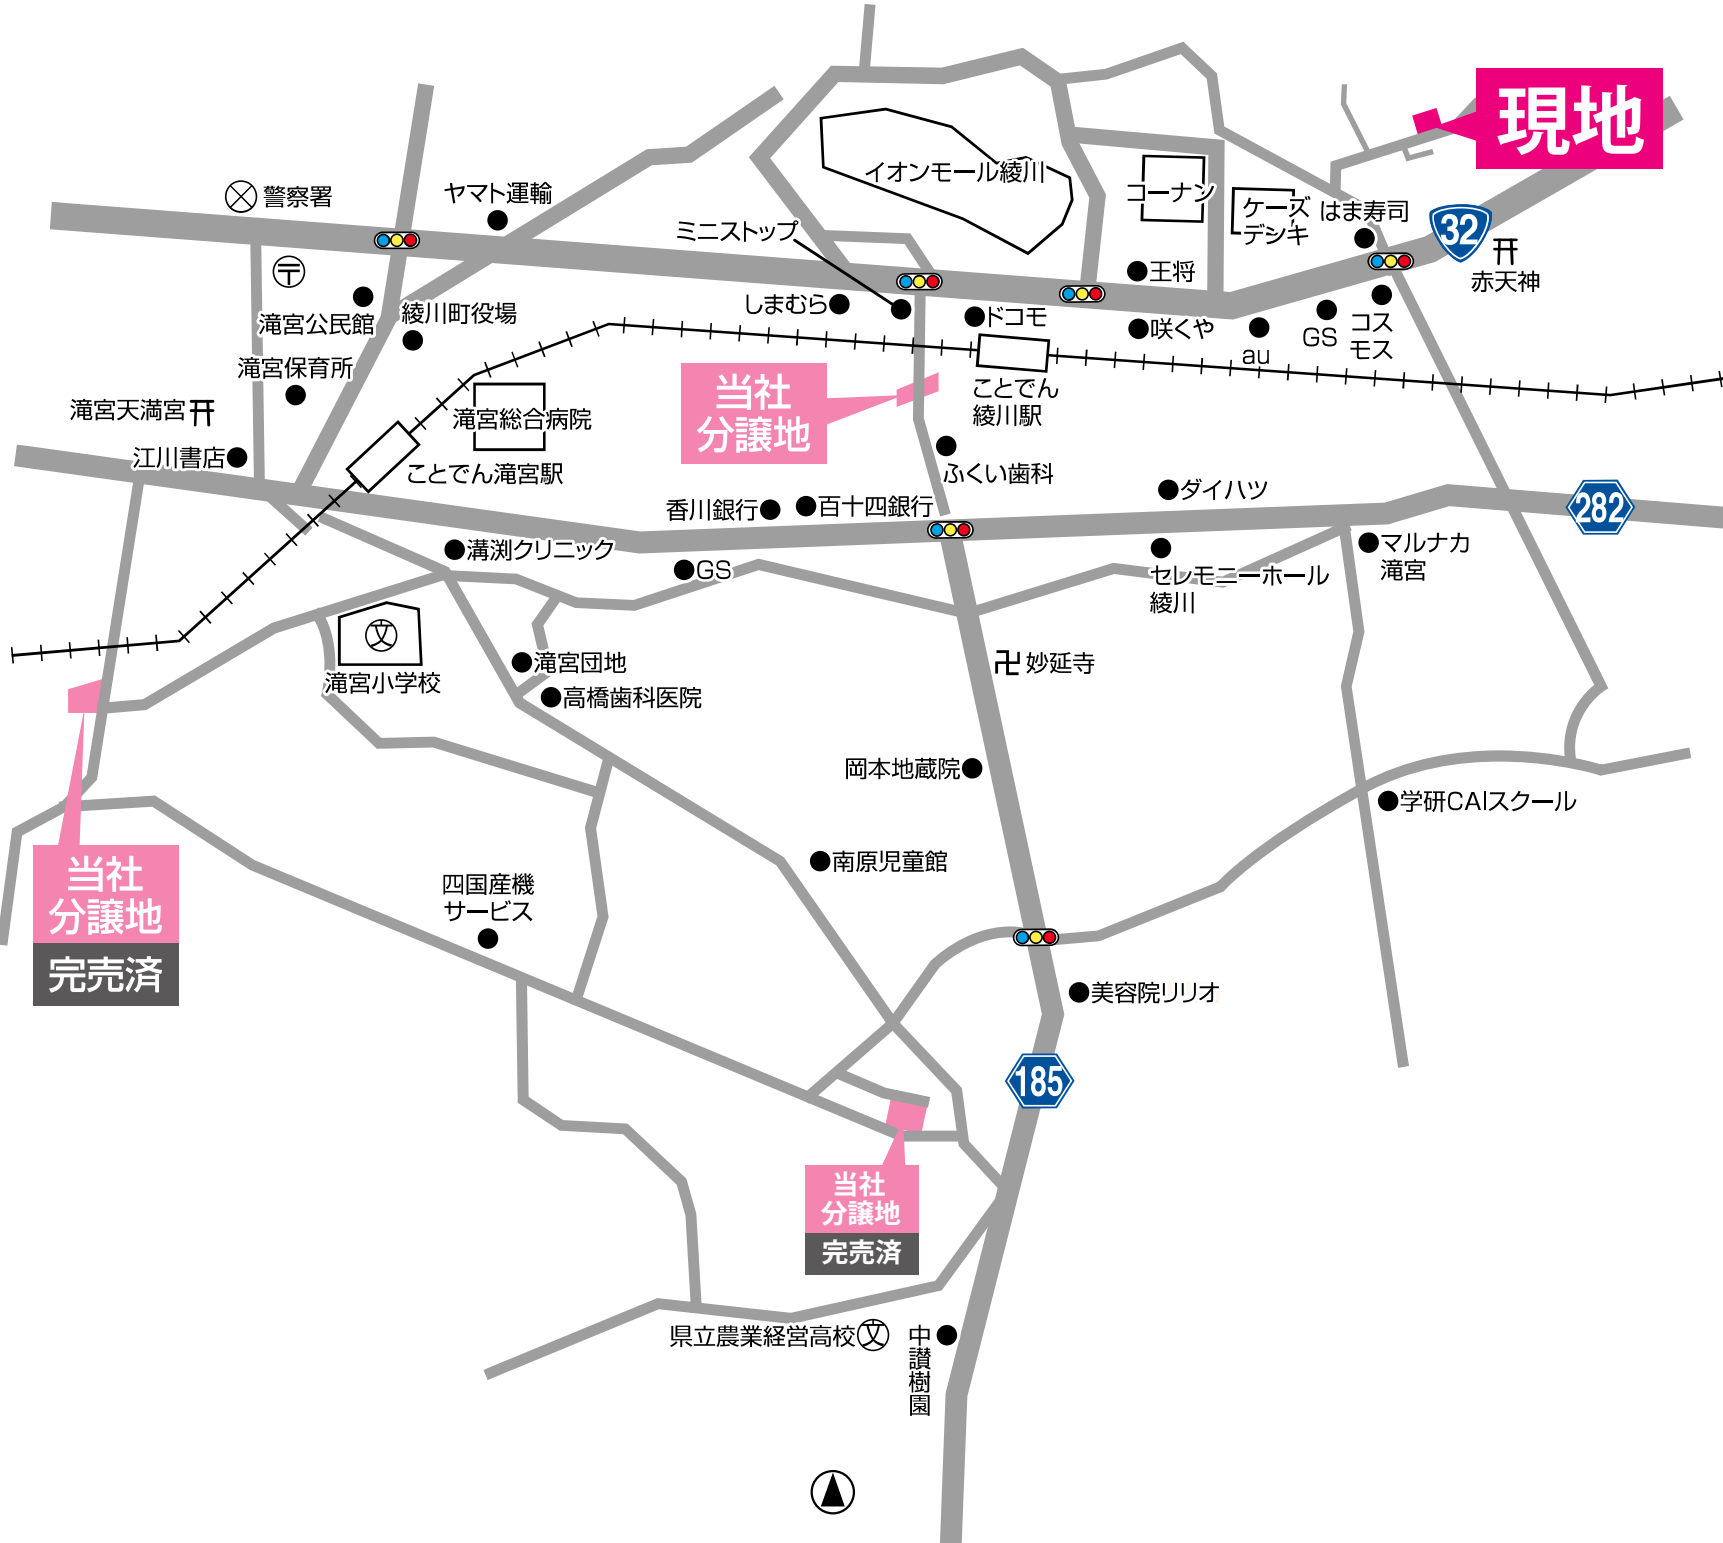 現地
警察署
ヤマト運輸
イオンモール綾川
コーナン
ケーズ
デンキ
はま寿司
32
赤天神
ミニストップ
王将
しまむら
ドコモ
咲くや
au
GS
コス
モス
滝宮公民館
綾川町役場
滝宮保育所
滝宮天満宮
江川書店
滝宮総合病院
ことでん滝宮駅
当社
分譲地
ことでん
綾川駅
ふくい歯科
香川銀行
百十四銀行
ダイハツ
282
溝渕クリニック
GS
セレモニーホール
綾川
マルナカ
滝宮
文
滝宮小学校
滝宮団地
高橋歯科医院
卍妙延寺
岡本地蔵院
学研CAIスクール
当社
分譲地
完売済
南原児童館
四国産機
サービス
美容院リリオ
185
当社
分譲地
完売済
県立農業経営高校
文
中讃樹園